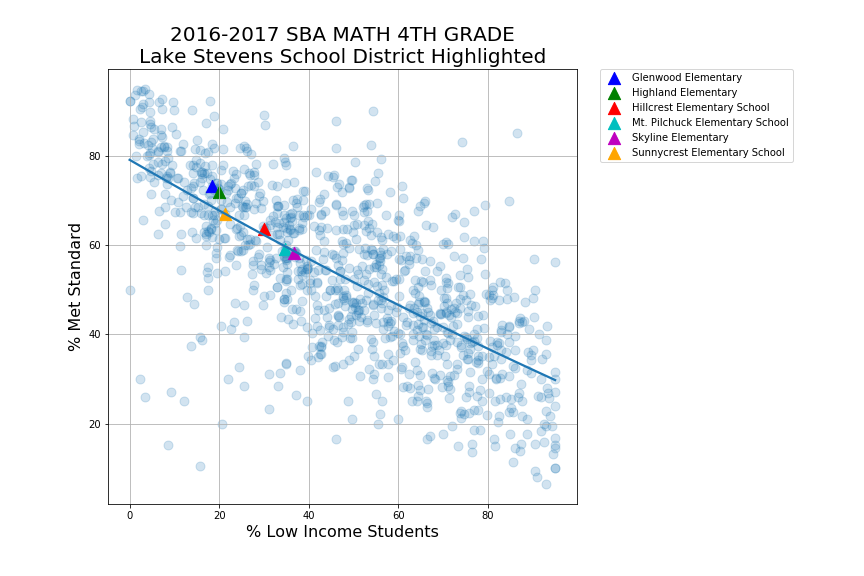 2016-2017 SBA MATH 4TH GRADE
Lake Stevens School District Highlighted
Glenwood Elementary
Highland Elementary
Hillcrest Elementary School
Mt. Pilchuck Elementary School
Skyline Elementary
Sunnycrest Elementary School
% Met Standard
80
60
40
20
0 20 40 60 80
% Low Income Students